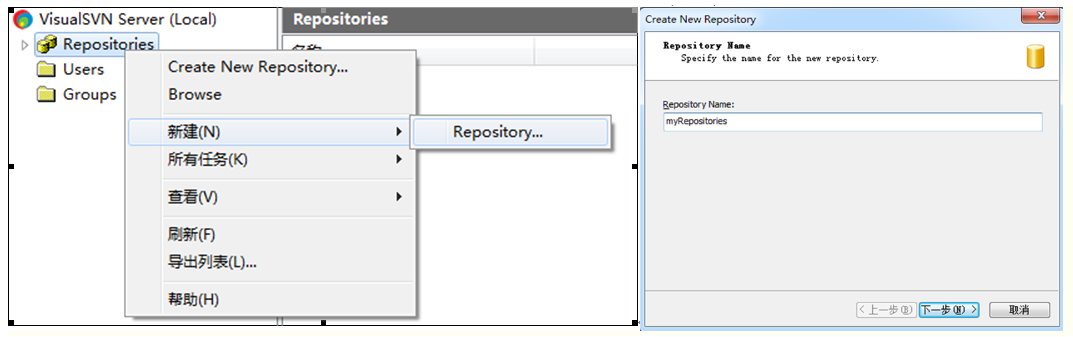 VisualSVN Server (Local)
Repositories
Users
Groups
Create New Repository...
Browse
新建(N)
所有任务(K)
查看(V)
刷新(F)
导出列表(L)...
帮助(H)
Repositories
名称
Repository...
Create New Repository
Repository Name
Specify the name for the new repository.
Repository Name:
myRepositories
< 上一步(B) 下一步(N) > 取消